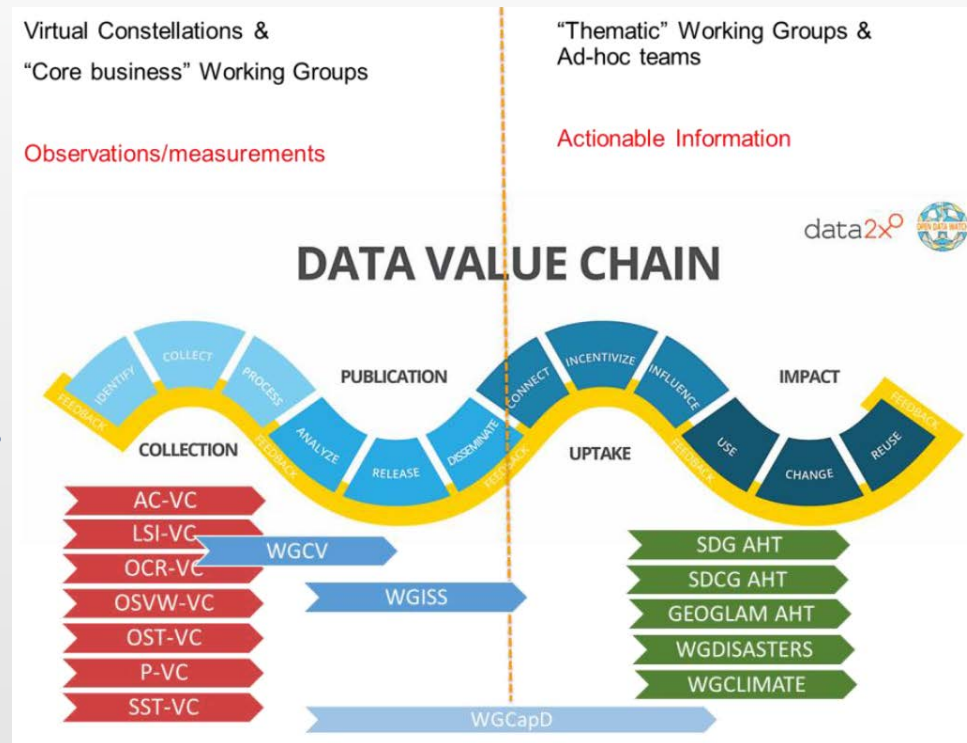 Virtual Constellations &
“Core business” Working Groups
Observations/measurements
“Thematic” Working Groups &
Ad-hoc teams
Actionable Information
data2x
OPEN DATA WATCH
DATA VALUE CHAIN
FEEDBACK
IDENTIFY
COLLECT
PROCESS
COLLECTION
FEEDBACK
PUBLICATION
ANALYZE
RELEASE
DISSEMINATE
FEEDBACK
CONNECT
INCENTIVIZE
INFLUENCE
UPTAKE
FEEDBACK
IMPACT
USE
CHANGE
REUSE
FEEDBACK
AC-VC
LSI-VC
OCR-VC
OSVW-VC
OST-VC
P-VC
SST-VC
WGCV
WGISS
WGCapD
SDG AHT
SDCG AHT
GEOGLAM AHT
WGDISASTERS
WGCLIMATE